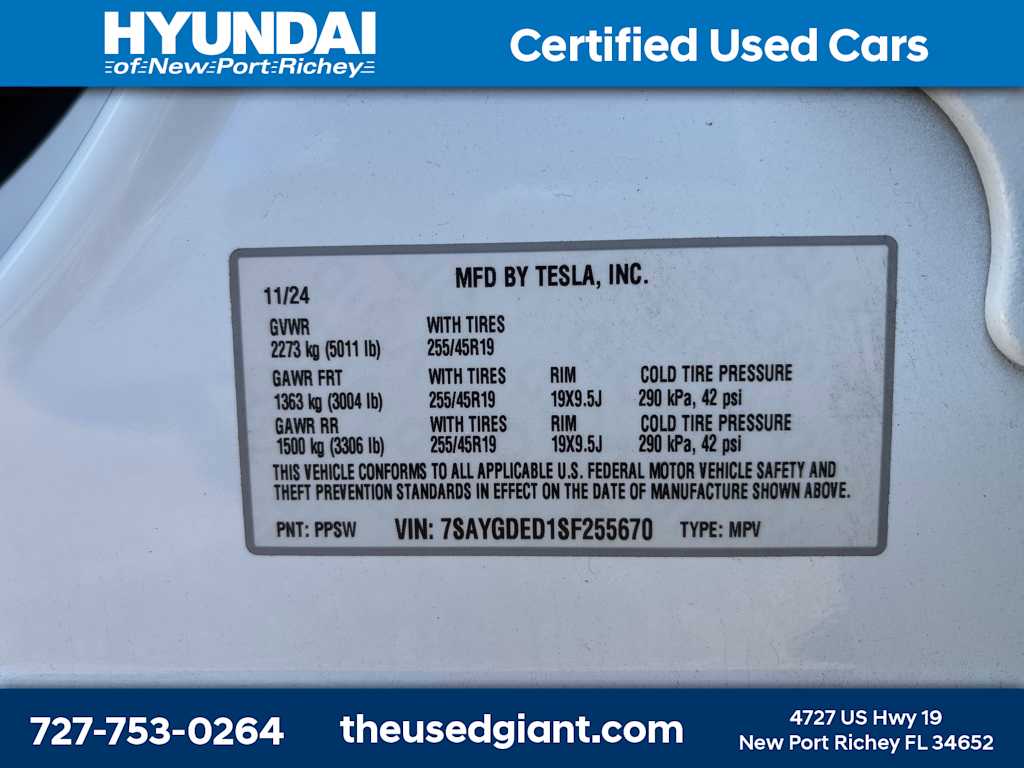 HYUNDAI
of New Port Richey
Certified Used Cars
MFD BY TESLA, INC.
11/24
GVWR WITH TIRES
2273 kg (5011 lb) 255/45R19
GAWR FRT WITH TIRES RIM COLD TIRE PRESSURE
1363 kg (3004 lb) 255/45R19 19X9.5J 290 kPa, 42 psi
GAWR RR WITH TIRES RIM COLD TIRE PRESSURE
1500 kg (3306 lb) 255/45R19 19X9.5J 290 kPa, 42 psi
THIS VEHICLE CONFORMS TO ALL APPLICABLE U.S. FEDERAL MOTOR VEHICLE SAFETY AND
THEFT PREVENTION STANDARDS IN EFFECT ON THE DATE OF MANUFACTURE SHOWN ABOVE.
PNT: PPSW VIN: 7SAYGDED1SF255670 TYPE: MPV
727-753-0264
theusedgiant.com
4727 US Hwy 19
New Port Richey FL 34652